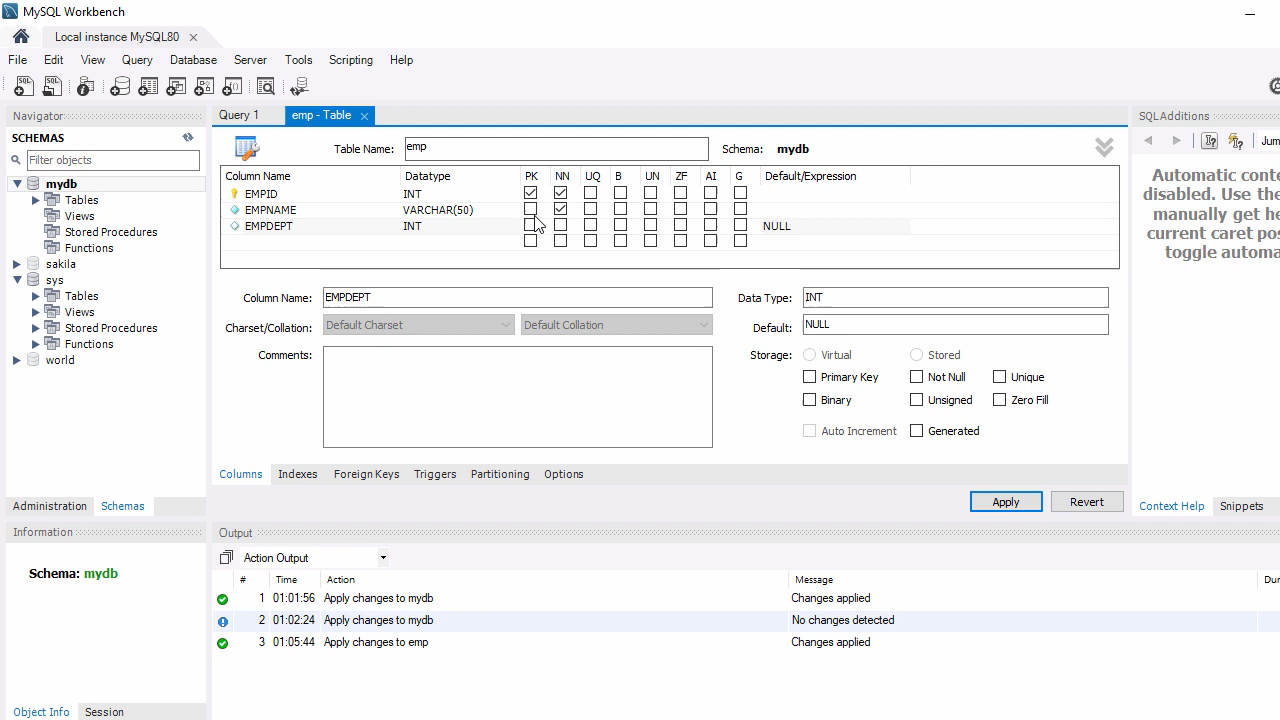 MySQL Workbench
Local instance MySQL80
File Edit View Query Database Server Tools Scripting Help
Navigator
SCHEMAS
Filter objects
mydb
Tables
Views
Stored Procedures
Functions
sakila
sys
Tables
Views
Stored Procedures
Functions
world
Administration Schemas
Information
Schema: mydb
Object Info Session
Query 1 emp - Table
Table Name: emp Schema: mydb
Column Name Datatype PK NN UQ B UN ZF AI G Default/Expression
EMPID INT
EMPNAME VARCHAR(50)
EMPDEPT INT NULL
Column Name: EMPDEPT Data Type: INT
Charset/Collation: Default Charset Default Collation Default: NULL
Comments: Storage: Virtual Stored
Primary Key Not Null Unique
Binary Unsigned Zero Fill
Auto Increment Generated
Columns Indexes Foreign Keys Triggers Partitioning Options
Apply Revert
Output
Action Output
# Time Action Message Dur
1 01:01:56 Apply changes to mydb Changes applied
2 01:02:24 Apply changes to mydb No changes detected
3 01:05:44 Apply changes to emp Changes applied
SQLAdditions
Jum
Automatic conte
disabled. Use the
manually get he
current caret pos
toggle automa
Context Help Snippets